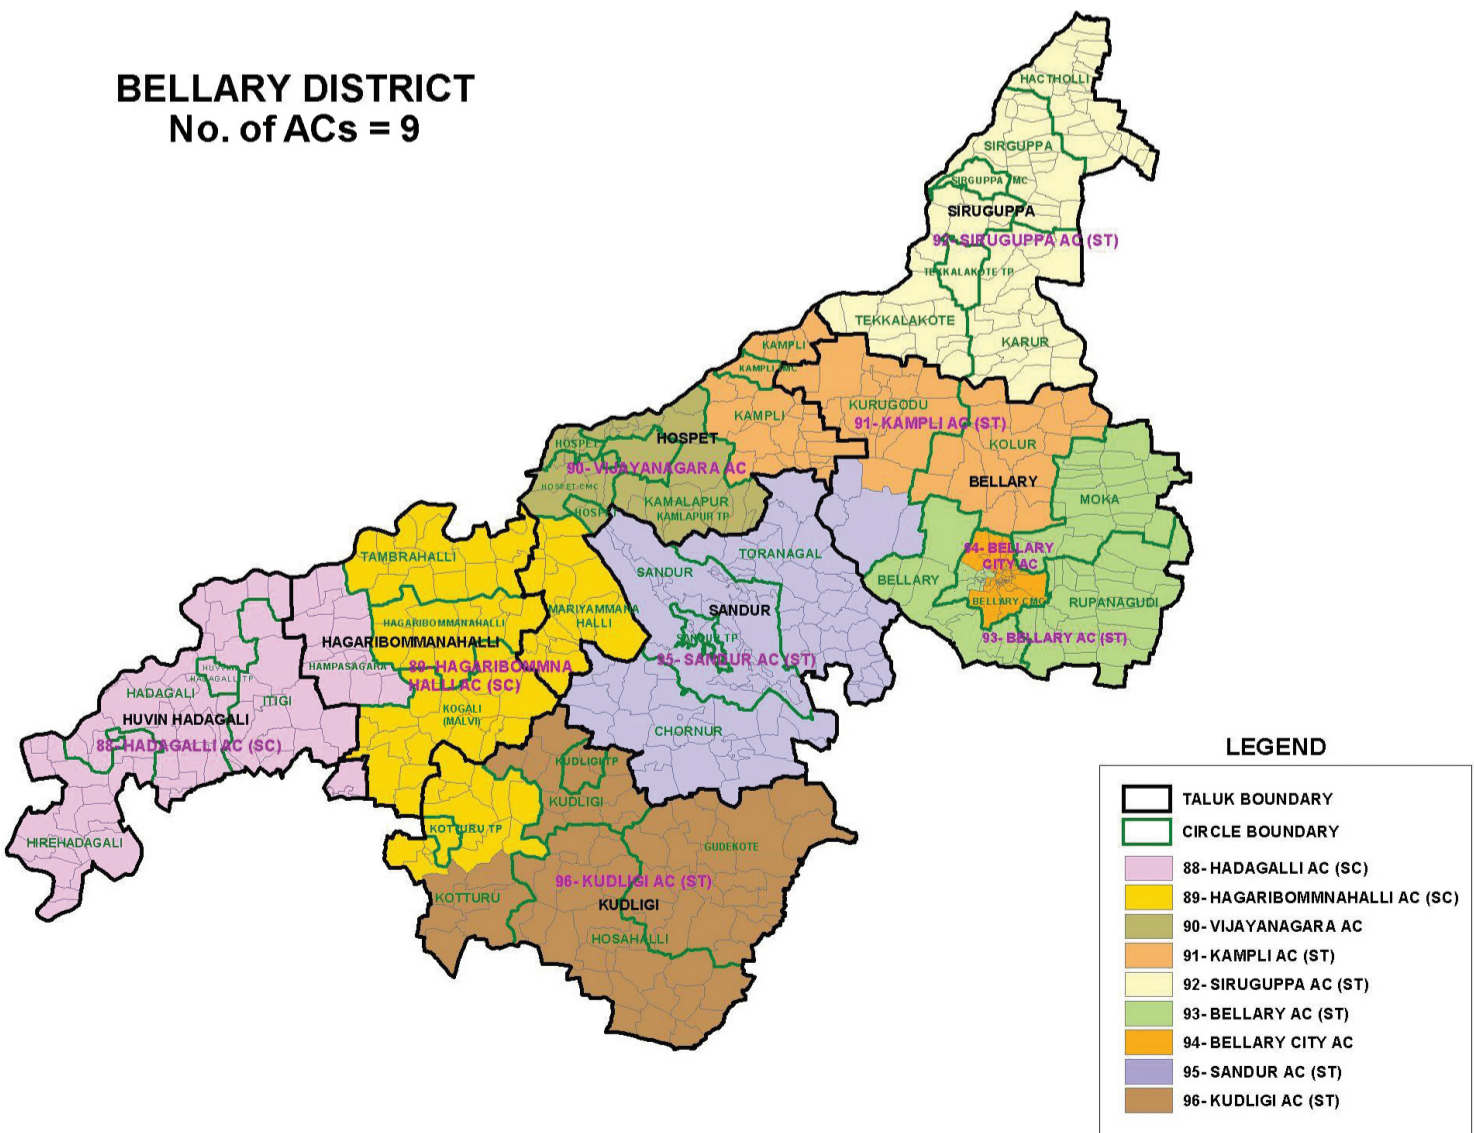 BELLARY DISTRICT
No. of ACs = 9
HACTHOLLI
SIRGUPPA
SIRGUPPA MC
SIRUGUPPA
92- SIRUGUPPA AC (ST)
TEKKALAKOTE TP
TEKKALAKOTE
KARUR
KAMPLI
KAMPLI TMC
KAMPLI
KURUGODU
91- KAMPLI AC (ST)
KOLUR
HOSPET
HOSPET
90- VIJAYANAGARA AC
HOSPET CMC
KAMALAPUR
KAMLAPUR TP
HOSPET
BELLARY
MOKA
94- BELLARY
CITY AC
BELLARY
BELLARY CMC
RUPANAGUDI
93- BELLARY AC (ST)
TORANAGAL
SANDUR
SANDUR
SANDUR TP
95- SANDUR AC (ST)
CHORNUR
TAMBRAHALLI
MARIYAMMANA
HALLI
HAGARIBOMMANAHALLI
HAGARIBOMMANAHALLI
HAMPASAGARA
89- HAGARIBOMMNA
HALLI AC (SC)
KOGALI
(MALVI)
HADAGALLI TP
HADAGALI
ITIGI
HUVIN HADAGALI
88- HADAGALLI AC (SC)
HIREHADAGALI
KUDLIGI TP
KUDLIGI
KOTTURU TP
GUDEKOTE
96- KUDLIGI AC (ST)
KOTTURU
KUDLIGI
HOSAHALLI
LEGEND
TALUK BOUNDARY
CIRCLE BOUNDARY
88- HADAGALLI AC (SC)
89- HAGARIBOMMNAHALLI AC (SC)
90- VIJAYANAGARA AC
91- KAMPLI AC (ST)
92- SIRUGUPPA AC (ST)
93- BELLARY AC (ST)
94- BELLARY CITY AC
95- SANDUR AC (ST)
96- KUDLIGI AC (ST)